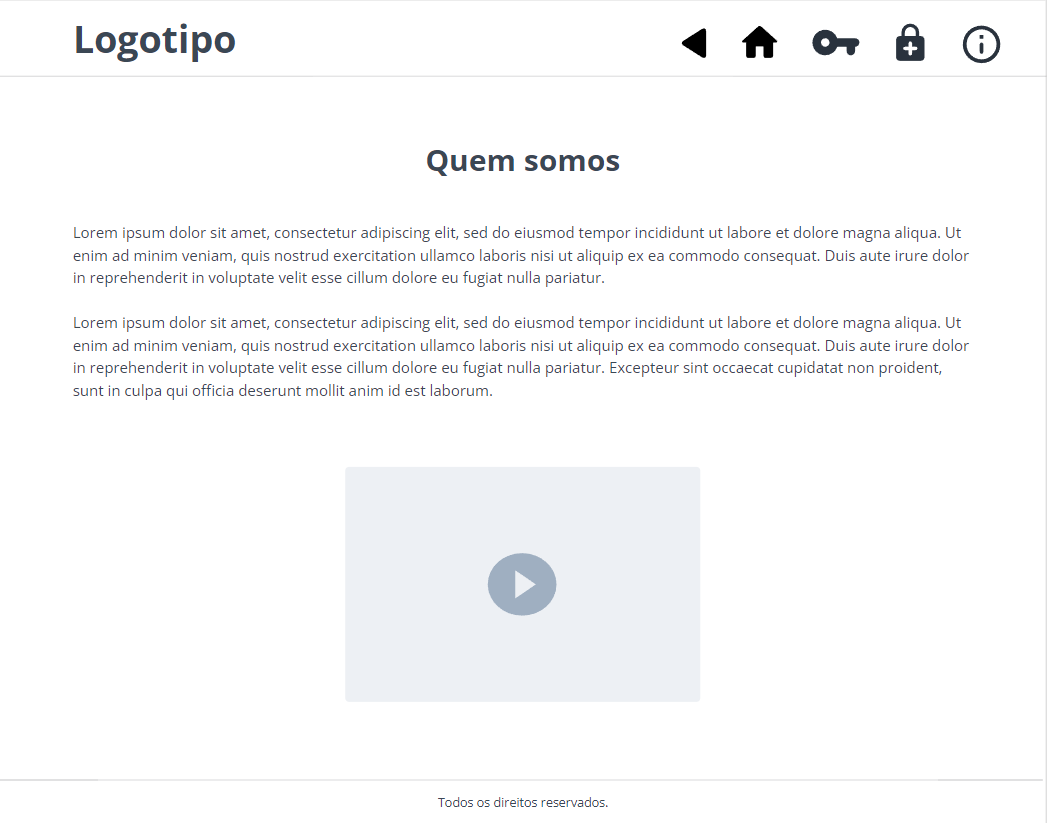 Logotipo
Quem somos
Lorem ipsum dolor sit amet, consectetur adipiscing elit, sed do eiusmod tempor incididunt ut labore et dolore magna aliqua. Ut
enim ad minim veniam, quis nostrud exercitation ullamco laboris nisi ut aliquip ex ea commodo consequat. Duis aute irure dolor
in reprehenderit in voluptate velit esse cillum dolore eu fugiat nulla pariatur.
Lorem ipsum dolor sit amet, consectetur adipiscing elit, sed do eiusmod tempor incididunt ut labore et dolore magna aliqua. Ut
enim ad minim veniam, quis nostrud exercitation ullamco laboris nisi ut aliquip ex ea commodo consequat. Duis aute irure dolor
in reprehenderit in voluptate velit esse cillum dolore eu fugiat nulla pariatur. Excepteur sint occaecat cupidatat non proident,
sunt in culpa qui officia deserunt mollit anim id est laborum.
Todos os direitos reservados.